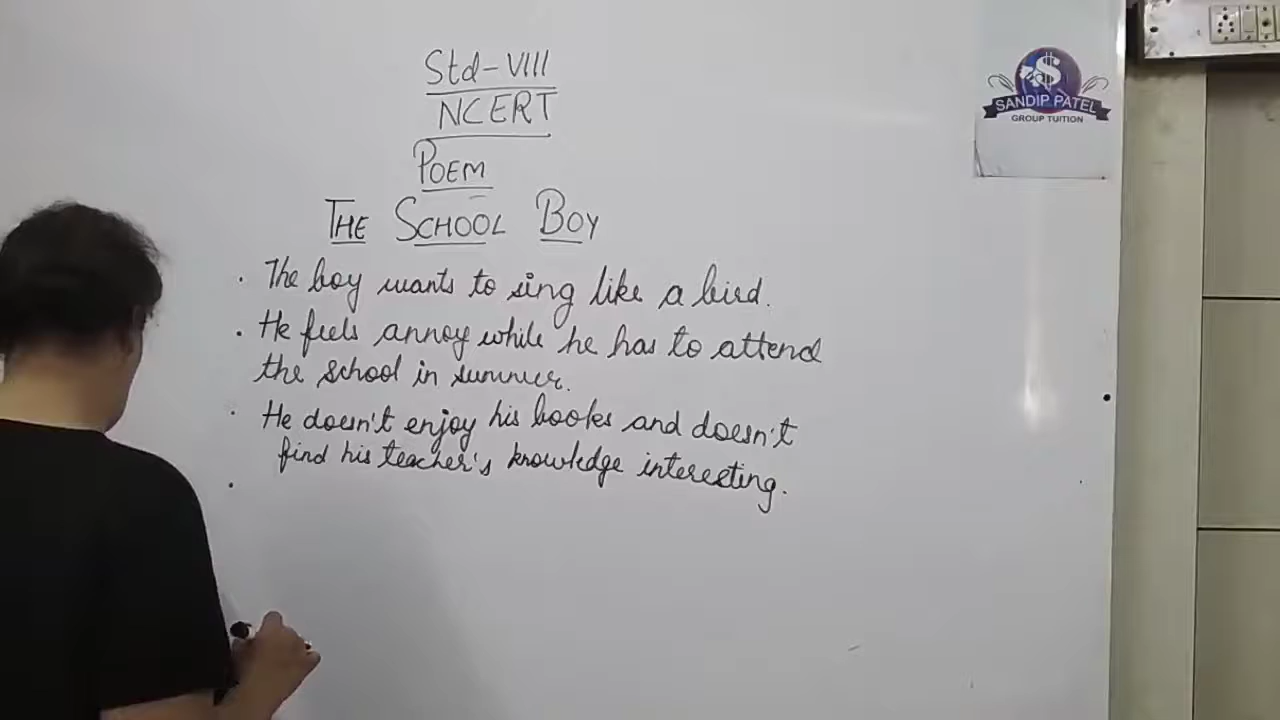 Std-VIII
NCERT
POEM
THE SCHOOL BOY
. The boy wants to sing like a bird.
. He feels annoy while he has to attend
the school in summer.
. He doesn't enjoy his books and doesn't
find his teacher's knowledge interesting.
.
SANDIP PATEL
GROUP TUITION